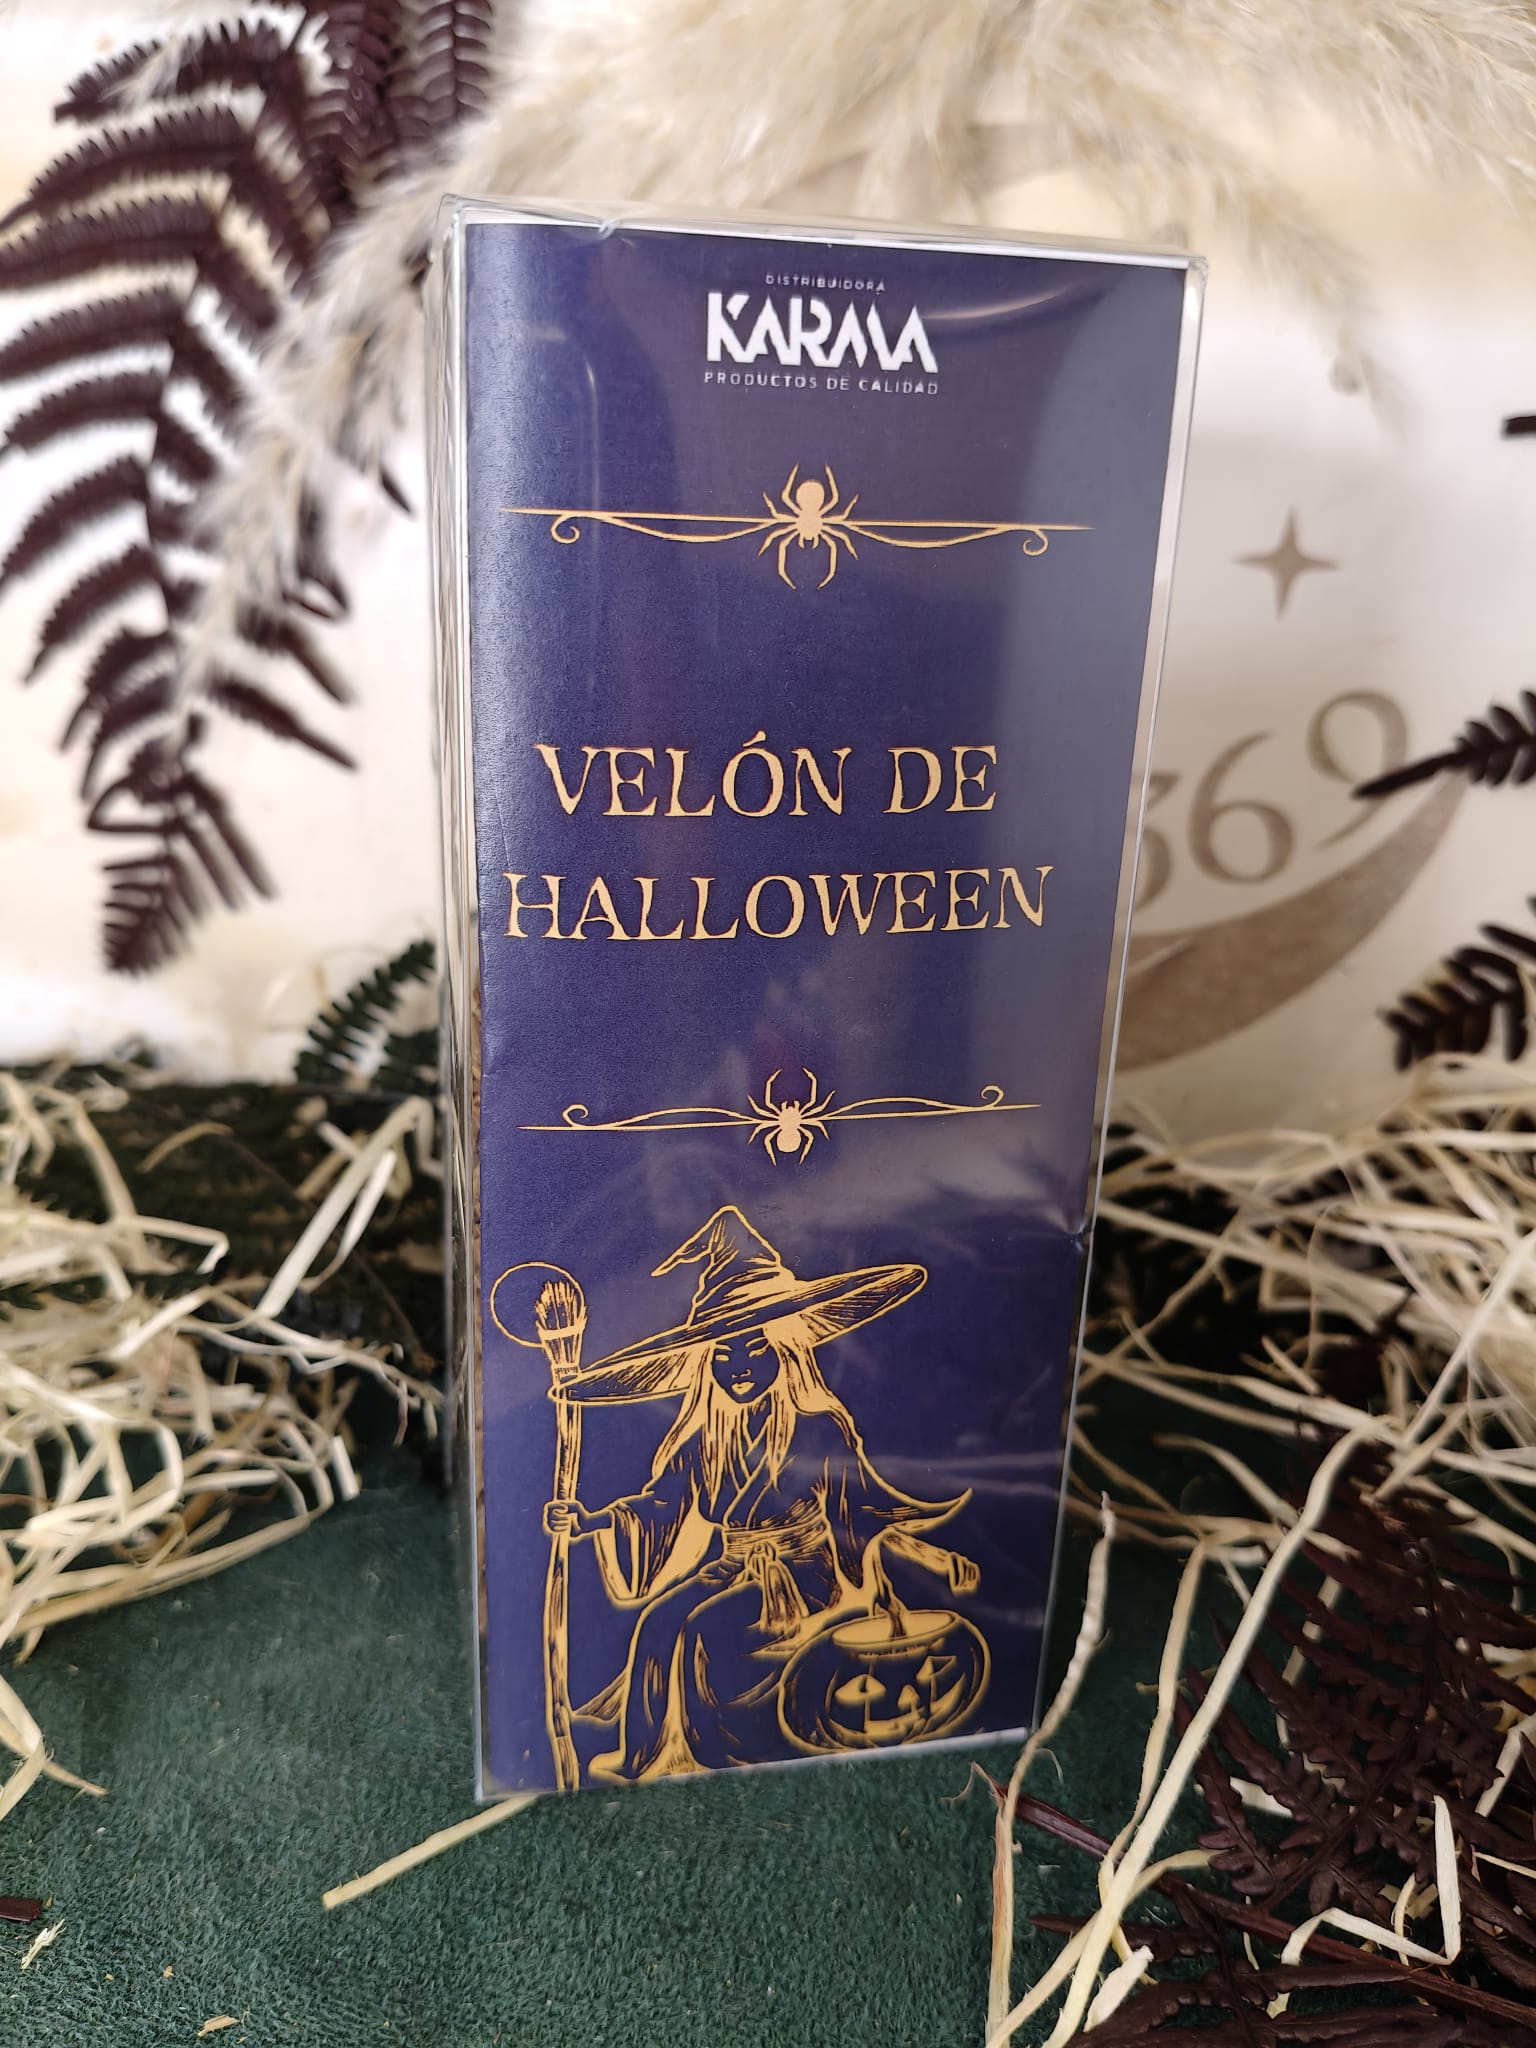 DISTRIBUIDORA
KARMA
PRODUCTOS DE CALIDAD
VELÓN DE
HALLOWEEN
369